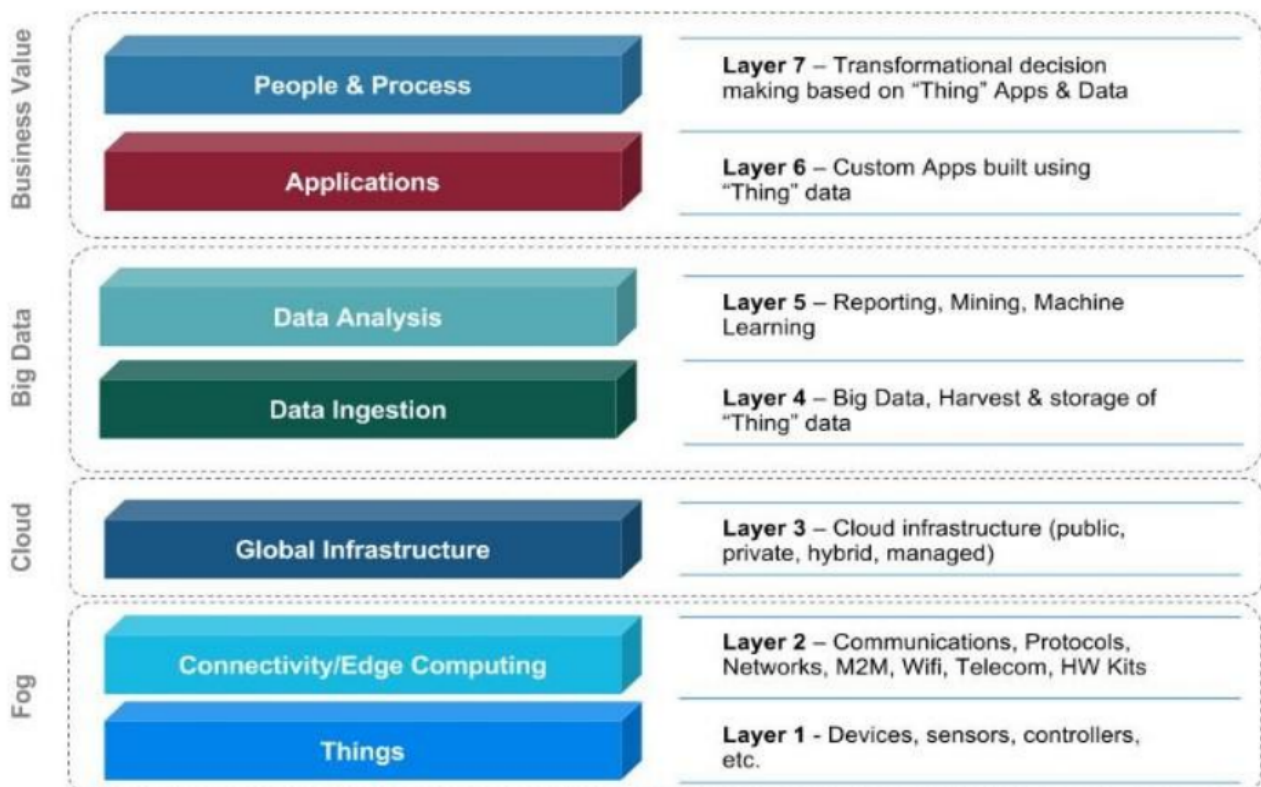 Business Value
People & Process
Layer 7 – Transformational decision
making based on “Thing” Apps & Data
Applications
Layer 6 – Custom Apps built using
“Thing” data
Big Data
Data Analysis
Layer 5 – Reporting, Mining, Machine
Learning
Data Ingestion
Layer 4 – Big Data, Harvest & storage of
“Thing” data
Cloud
Global Infrastructure
Layer 3 – Cloud infrastructure (public,
private, hybrid, managed)
Fog
Connectivity/Edge Computing
Layer 2 – Communications, Protocols,
Networks, M2M, Wifi, Telecom, HW Kits
Things
Layer 1 - Devices, sensors, controllers,
etc.